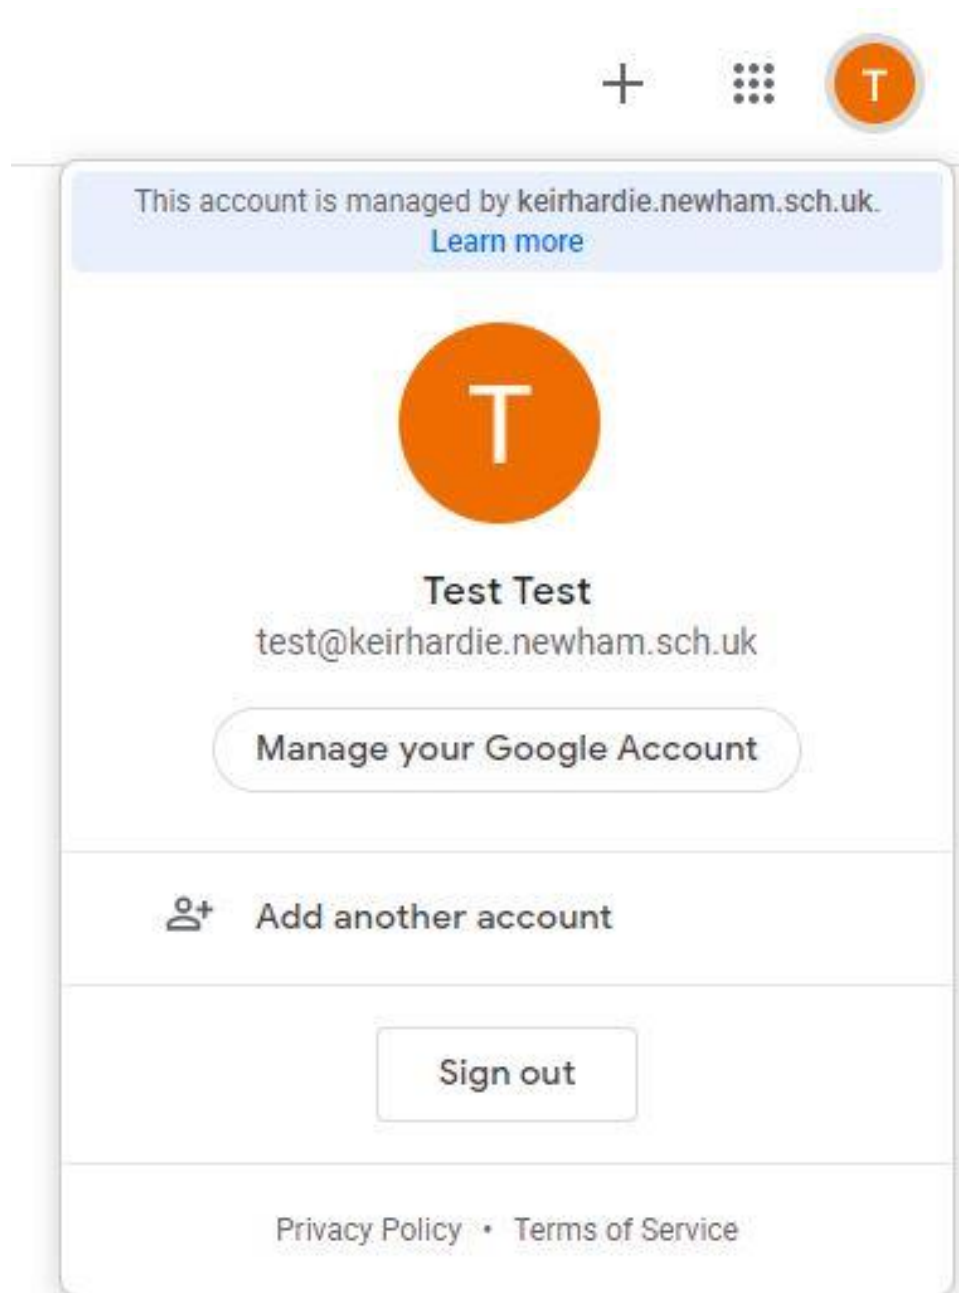 T
This account is managed by keirhardie.newham.sch.uk.
Learn more
T
Test Test
test@keirhardie.newham.sch.uk
Manage your Google Account
Add another account
Sign out
Privacy Policy • Terms of Service